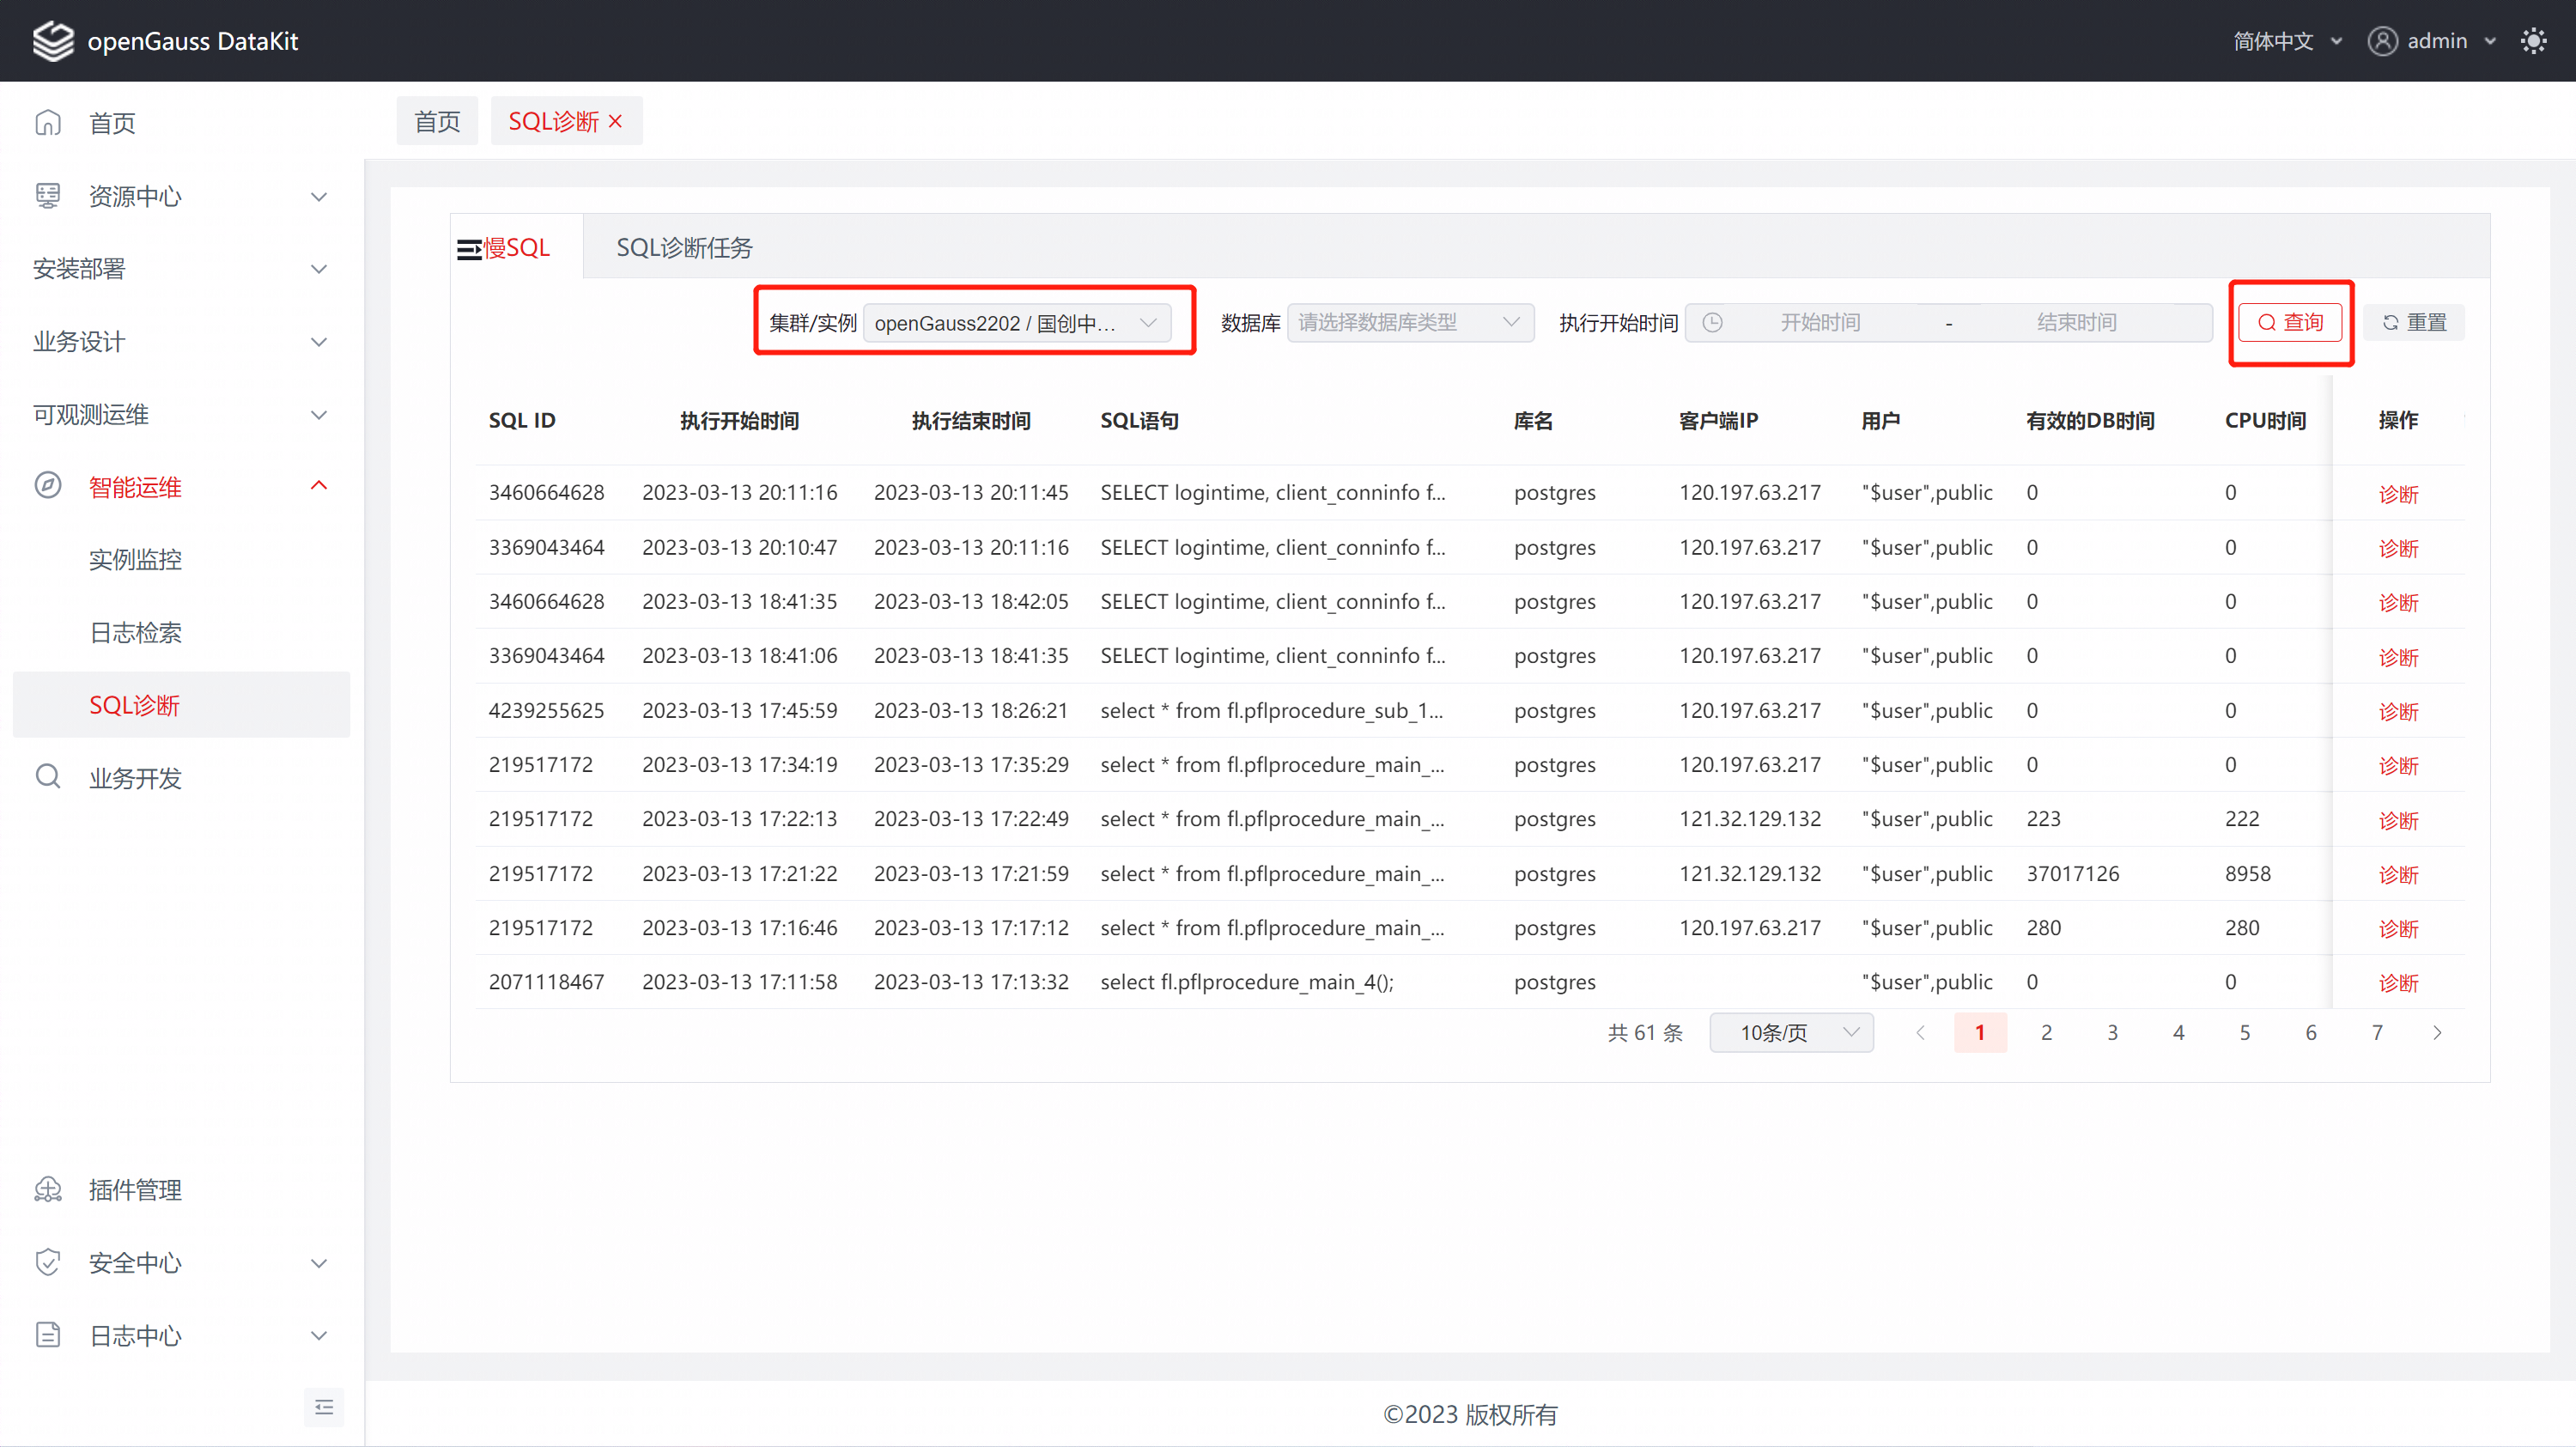 openGauss DataKit
简体中文
admin
首页
资源中心
安装部署
业务设计
可观测运维
智能运维
实例监控
日志检索
SQL诊断
业务开发
插件管理
安全中心
日志中心
首页 SQL诊断 ×
慢SQL SQL诊断任务
集群/实例 openGauss2202 / 国创中... 数据库 请选择数据库类型 执行开始时间 开始时间 - 结束时间 查询 重置
SQL ID 执行开始时间 执行结束时间 SQL语句 库名 客户端IP 用户 有效的DB时间 CPU时间 操作
3460664628 2023-03-13 20:11:16 2023-03-13 20:11:45 SELECT logintime, client_conninfo f... postgres 120.197.63.217 "$user",public 0 0 诊断
3369043464 2023-03-13 20:10:47 2023-03-13 20:11:16 SELECT logintime, client_conninfo f... postgres 120.197.63.217 "$user",public 0 0 诊断
3460664628 2023-03-13 18:41:35 2023-03-13 18:42:05 SELECT logintime, client_conninfo f... postgres 120.197.63.217 "$user",public 0 0 诊断
3369043464 2023-03-13 18:41:06 2023-03-13 18:41:35 SELECT logintime, client_conninfo f... postgres 120.197.63.217 "$user",public 0 0 诊断
4239255625 2023-03-13 17:45:59 2023-03-13 18:26:21 select * from fl.pflprocedure_sub_1... postgres 120.197.63.217 "$user",public 0 0 诊断
219517172 2023-03-13 17:34:19 2023-03-13 17:35:29 select * from fl.pflprocedure_main_... postgres 120.197.63.217 "$user",public 0 0 诊断
219517172 2023-03-13 17:22:13 2023-03-13 17:22:49 select * from fl.pflprocedure_main_... postgres 121.32.129.132 "$user",public 223 222 诊断
219517172 2023-03-13 17:21:22 2023-03-13 17:21:59 select * from fl.pflprocedure_main_... postgres 121.32.129.132 "$user",public 37017126 8958 诊断
219517172 2023-03-13 17:16:46 2023-03-13 17:17:12 select * from fl.pflprocedure_main_... postgres 120.197.63.217 "$user",public 280 280 诊断
2071118467 2023-03-13 17:11:58 2023-03-13 17:13:32 select fl.pflprocedure_main_4(); postgres "$user",public 0 0 诊断
共 61 条 10条/页 1 2 3 4 5 6 7
©2023 版权所有